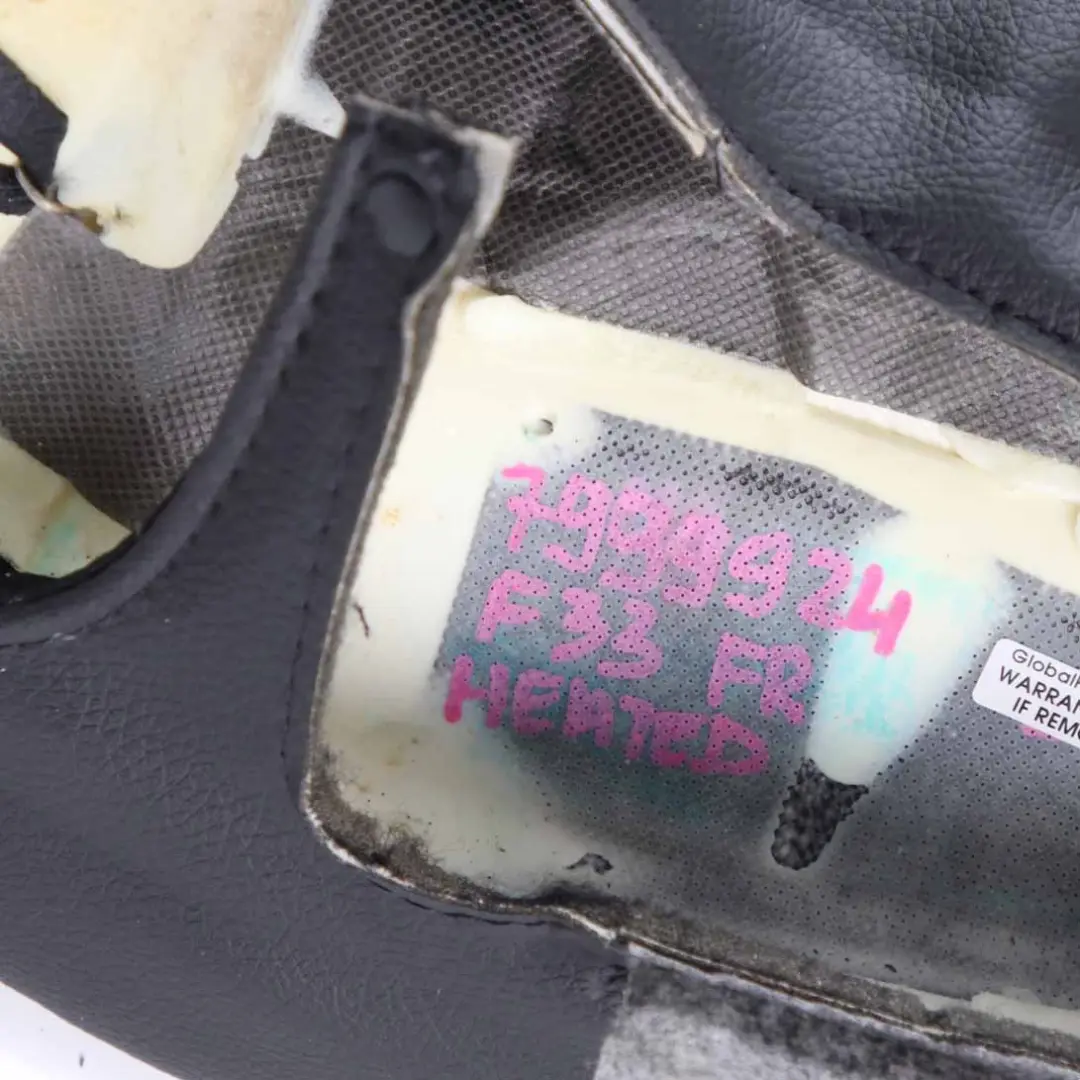 7999924
F33 FR
HEATED
Global
WARRAN
IF REMO